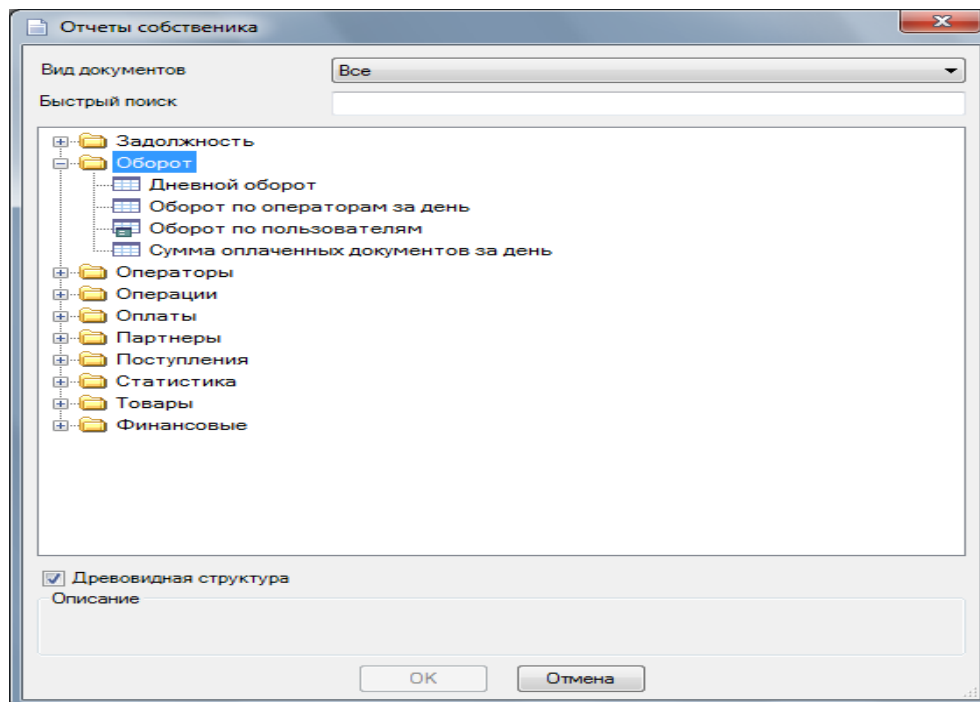 Отчеты собственика
Вид документов
Все
Быстрый поиск
Задолжность
Оборот
Дневной оборот
Оборот по операторам за день
Оборот по пользователям
Сумма оплаченных документов за день
Операторы
Операции
Оплаты
Партнеры
Поступления
Статистика
Товары
Финансовые
Древовидная структура
Описание
OK
Отмена